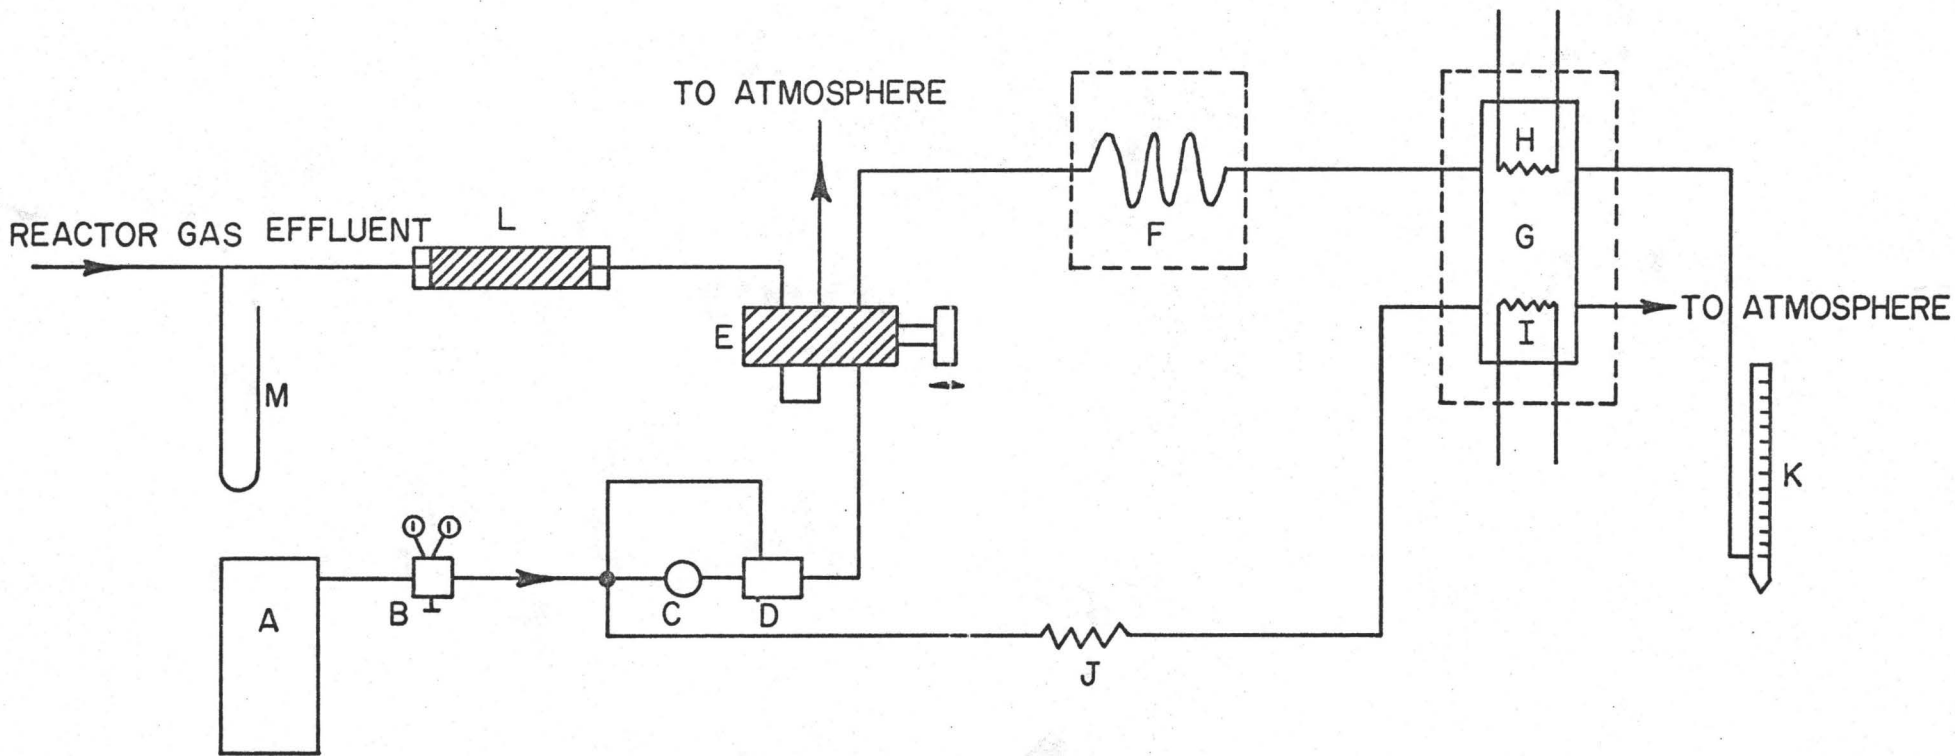 TO ATMOSPHERE
REACTOR GAS EFFLUENT
L
E
M
F
H
G
I
TO ATMOSPHERE
K
A
B
C
D
J